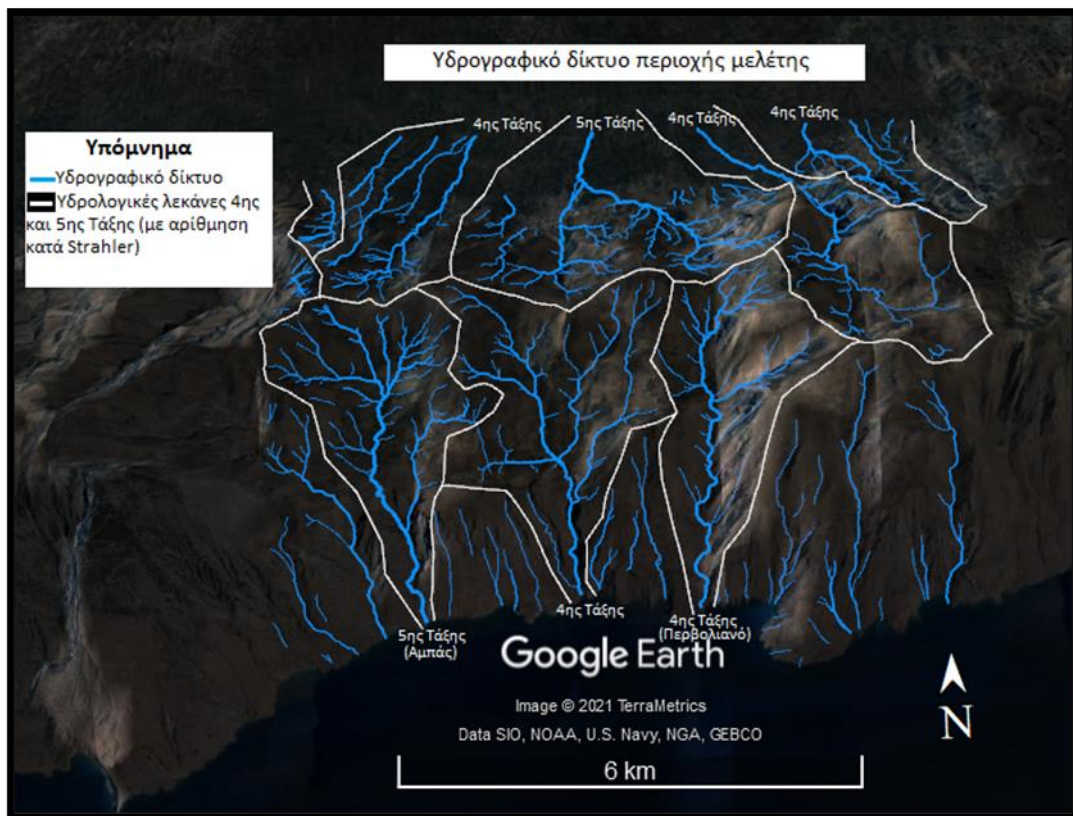 Υδρογραφικό δίκτυο περιοχής μελέτης
4ης Τάξης
5ης Τάξης
4ης Τάξης
4ης Τάξης
Υπόμνημα
Υδρογραφικό δίκτυο
Υδρολογικές λεκάνες 4ης
και 5ης Τάξης (με αρίθμηση
κατά Strahler)
5ης Τάξης
(Αμπάς)
4ης Τάξης
4ης Τάξης
(Περβολιανό)
Google Earth
Image © 2021 TerraMetrics
Data SIO, NOAA, U.S. Navy, NGA, GEBCO
N
6 km